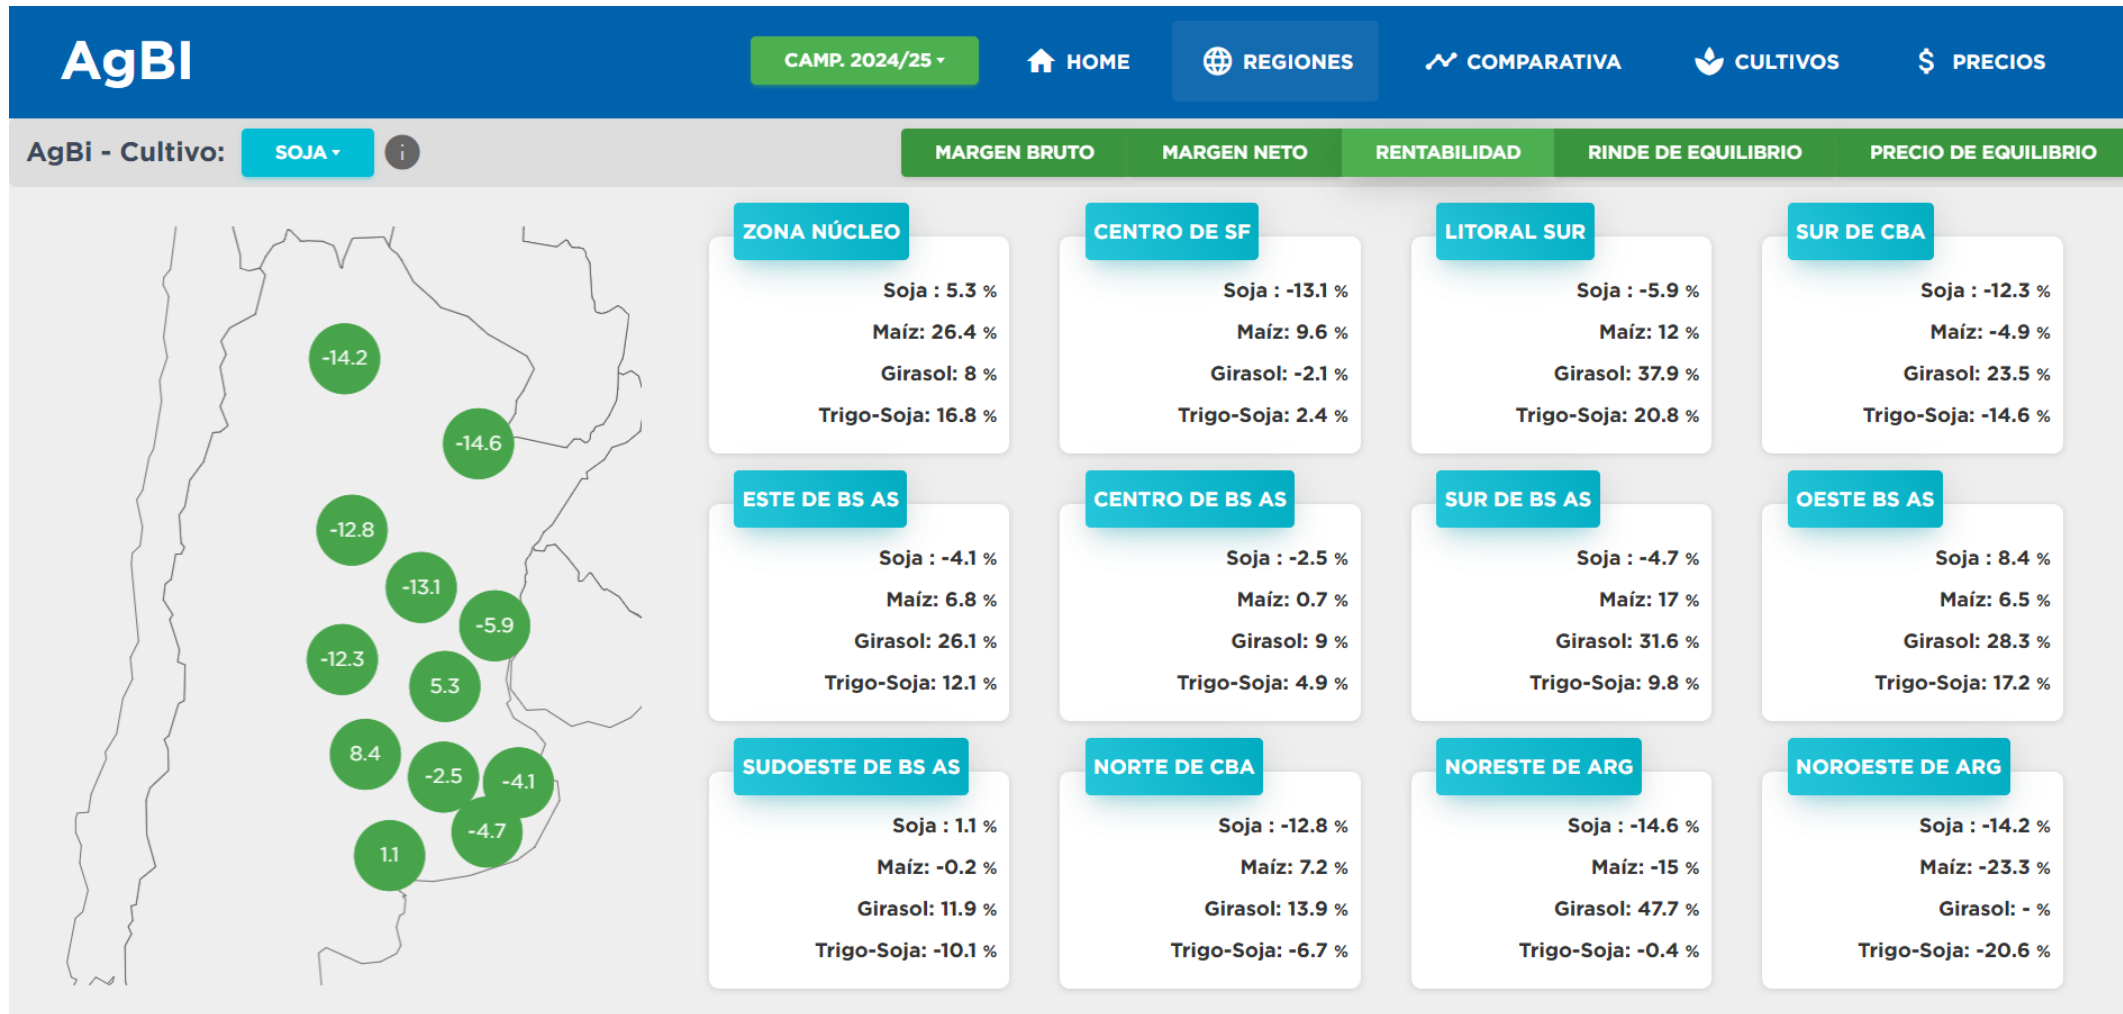 AgBI
CAMP. 2024/25
HOME
REGIONES
COMPARATIVA
CULTIVOS
$ PRECIOS
AgBi - Cultivo:
SOJA
i
MARGEN BRUTO
MARGEN NETO
RENTABILIDAD
RINDE DE EQUILIBRIO
PRECIO DE EQUILIBRIO
-14.2
-14.6
-12.8
-13.1
-5.9
-12.3
5.3
8.4
-2.5
-4.1
-4.7
1.1
ZONA NÚCLEO
Soja : 5.3 %
Maíz: 26.4 %
Girasol: 8 %
Trigo-Soja: 16.8 %
CENTRO DE SF
Soja : -13.1 %
Maíz: 9.6 %
Girasol: -2.1 %
Trigo-Soja: 2.4 %
LITORAL SUR
Soja : -5.9 %
Maíz: 12 %
Girasol: 37.9 %
Trigo-Soja: 20.8 %
SUR DE CBA
Soja : -12.3 %
Maíz: -4.9 %
Girasol: 23.5 %
Trigo-Soja: -14.6 %
ESTE DE BS AS
Soja : -4.1 %
Maíz: 6.8 %
Girasol: 26.1 %
Trigo-Soja: 12.1 %
CENTRO DE BS AS
Soja : -2.5 %
Maíz: 0.7 %
Girasol: 9 %
Trigo-Soja: 4.9 %
SUR DE BS AS
Soja : -4.7 %
Maíz: 17 %
Girasol: 31.6 %
Trigo-Soja: 9.8 %
OESTE BS AS
Soja : 8.4 %
Maíz: 6.5 %
Girasol: 28.3 %
Trigo-Soja: 17.2 %
SUDOESTE DE BS AS
Soja : 1.1 %
Maíz: -0.2 %
Girasol: 11.9 %
Trigo-Soja: -10.1 %
NORTE DE CBA
Soja : -12.8 %
Maíz: 7.2 %
Girasol: 13.9 %
Trigo-Soja: -6.7 %
NORESTE DE ARG
Soja : -14.6 %
Maíz: -15 %
Girasol: 47.7 %
Trigo-Soja: -0.4 %
NOROESTE DE ARG
Soja : -14.2 %
Maíz: -23.3 %
Girasol: - %
Trigo-Soja: -20.6 %